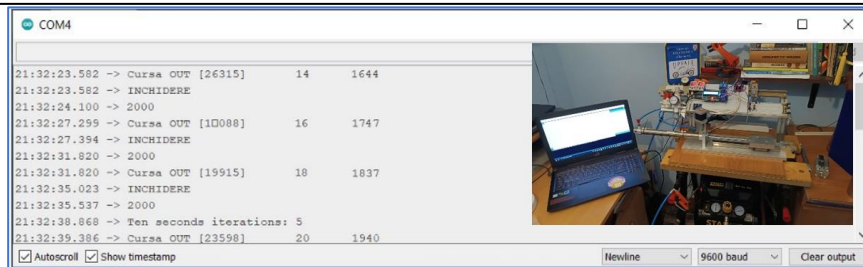 COM4
21:32:23.582 -> Cursa OUT [26315] 14 1644
21:32:23.582 -> INCHIDERE
21:32:24.100 -> 2000
21:32:27.299 -> Cursa OUT [1□088] 16 1747
21:32:27.394 -> INCHIDERE
21:32:31.820 -> 2000
21:32:31.820 -> Cursa OUT [19915] 18 1837
21:32:35.023 -> INCHIDERE
21:32:35.537 -> 2000
21:32:38.868 -> Ten seconds iterations: 5
21:32:39.386 -> Cursa OUT [23598] 20 1940
Autoscroll Show timestamp Newline 9600 baud Clear output